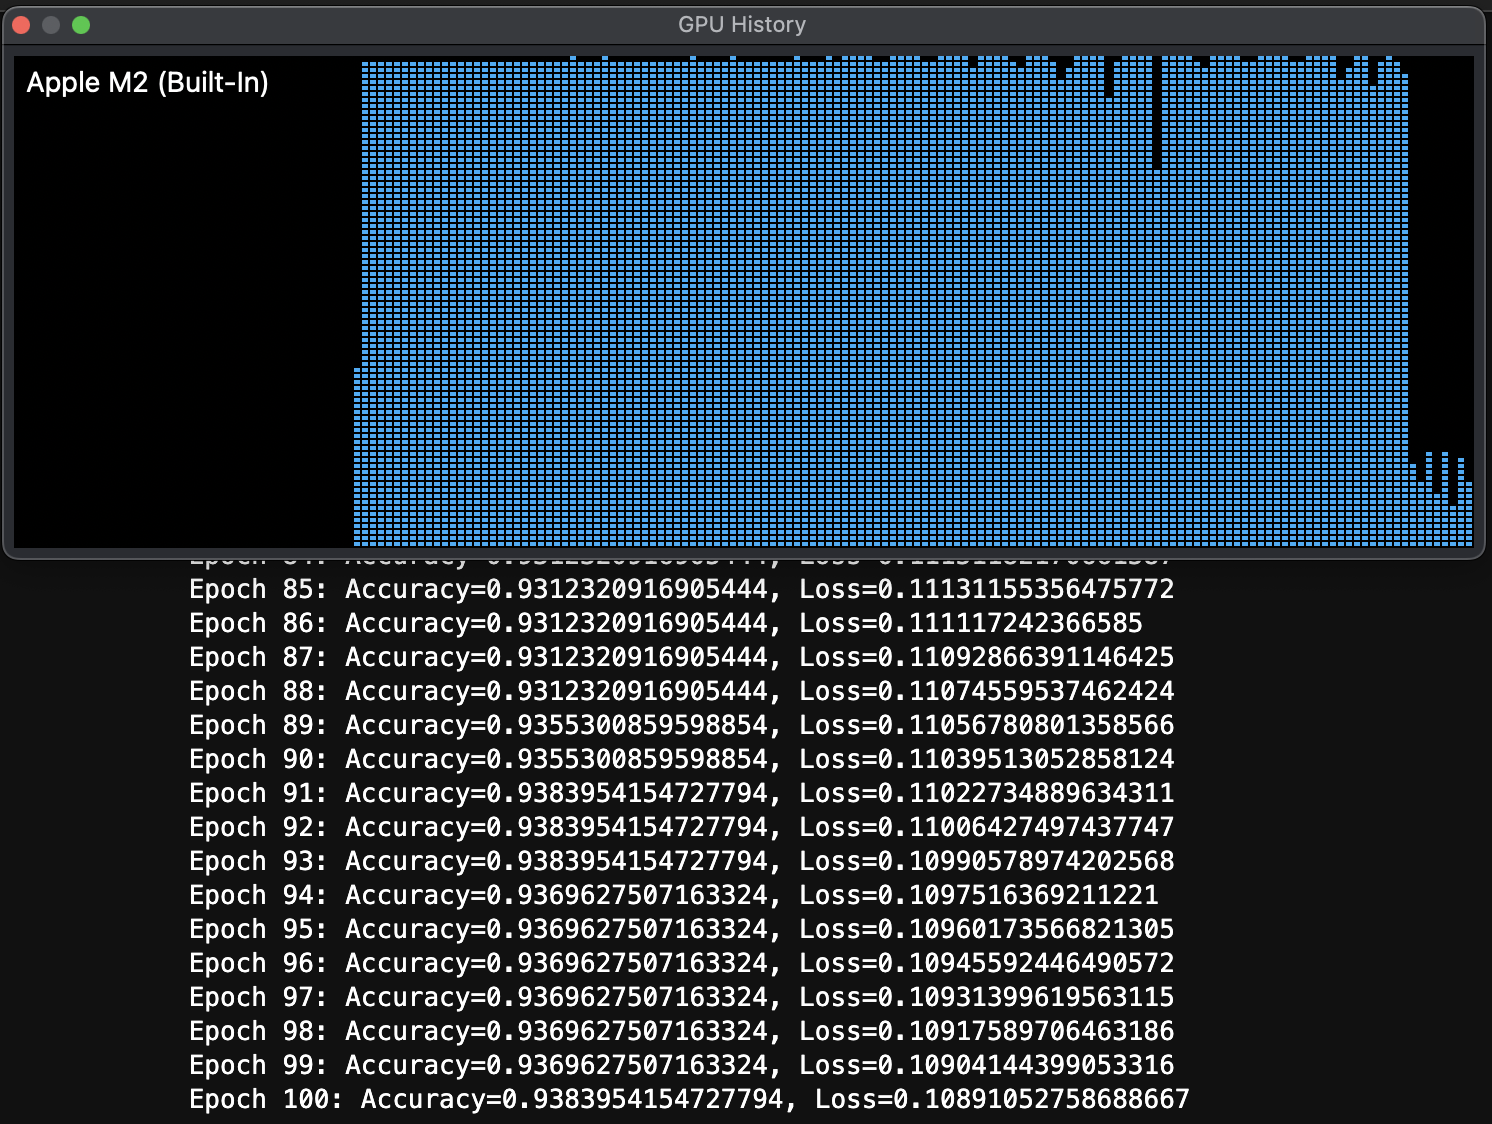 GPU History
Apple M2 (Built-In)
Epoch 85: Accuracy=0.9312320916905444, Loss=0.11131155356475772
Epoch 86: Accuracy=0.9312320916905444, Loss=0.111117242366585
Epoch 87: Accuracy=0.9312320916905444, Loss=0.11092866391146425
Epoch 88: Accuracy=0.9312320916905444, Loss=0.11074559537462424
Epoch 89: Accuracy=0.9355300859598854, Loss=0.11056780801358566
Epoch 90: Accuracy=0.9355300859598854, Loss=0.11039513052858124
Epoch 91: Accuracy=0.9383954154727794, Loss=0.11022734889634311
Epoch 92: Accuracy=0.9383954154727794, Loss=0.11006427497437747
Epoch 93: Accuracy=0.9383954154727794, Loss=0.10990578974202568
Epoch 94: Accuracy=0.9369627507163324, Loss=0.1097516369211221
Epoch 95: Accuracy=0.9369627507163324, Loss=0.10960173566821305
Epoch 96: Accuracy=0.9369627507163324, Loss=0.10945592446490572
Epoch 97: Accuracy=0.9369627507163324, Loss=0.10931399619563115
Epoch 98: Accuracy=0.9369627507163324, Loss=0.10917589706463186
Epoch 99: Accuracy=0.9369627507163324, Loss=0.10904144399053316
Epoch 100: Accuracy=0.9383954154727794, Loss=0.10891052758688667